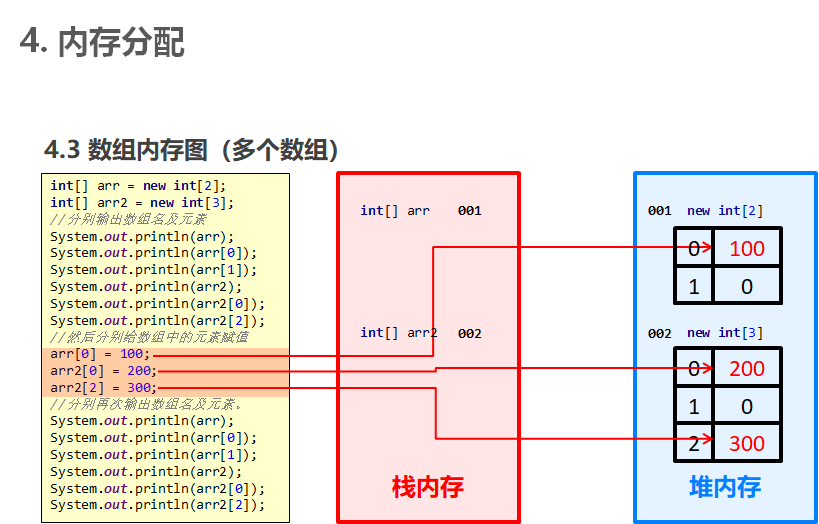 4. 内存分配
4.3 数组内存图（多个数组）
int[] arr = new int[2];
int[] arr2 = new int[3];
//分别输出数组名及元素
System.out.println(arr);
System.out.println(arr[0]);
System.out.println(arr[1]);
System.out.println(arr2);
System.out.println(arr2[0]);
System.out.println(arr2[2]);
//然后分别给数组中的元素赋值
arr[0] = 100;
arr2[0] = 200;
arr2[2] = 300;
//分别再次输出数组名及元素。
System.out.println(arr);
System.out.println(arr[0]);
System.out.println(arr[1]);
System.out.println(arr2);
System.out.println(arr2[0]);
System.out.println(arr2[2]);
int[] arr 001
int[] arr2 002
栈内存
001 new int[2]
0 100
1 0
002 new int[3]
0 200
1 0
2 300
堆内存